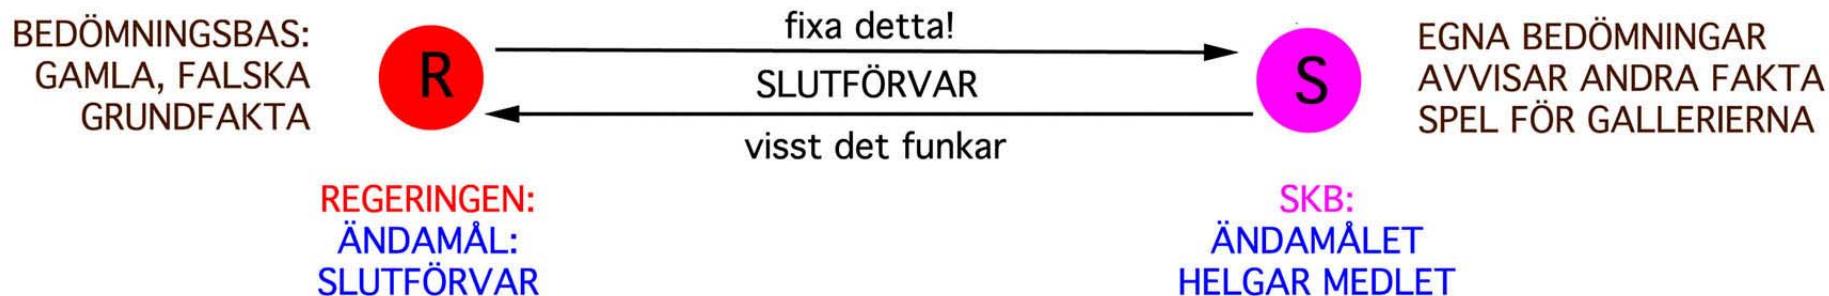 BEDÖMNINGSBAS:
GAMLA, FALSKA
GRUNDFAKTA
R
fixa detta!
SLUTFÖRVAR
visst det funkar
S
EGNA BEDÖMNINGAR
AVVISAR ANDRA FAKTA
SPEL FÖR GALLERIERNA
REGERINGEN:
ÄNDAMÅL:
SLUTFÖRVAR
SKB:
ÄNDAMÅLET
HELGAR MEDLET